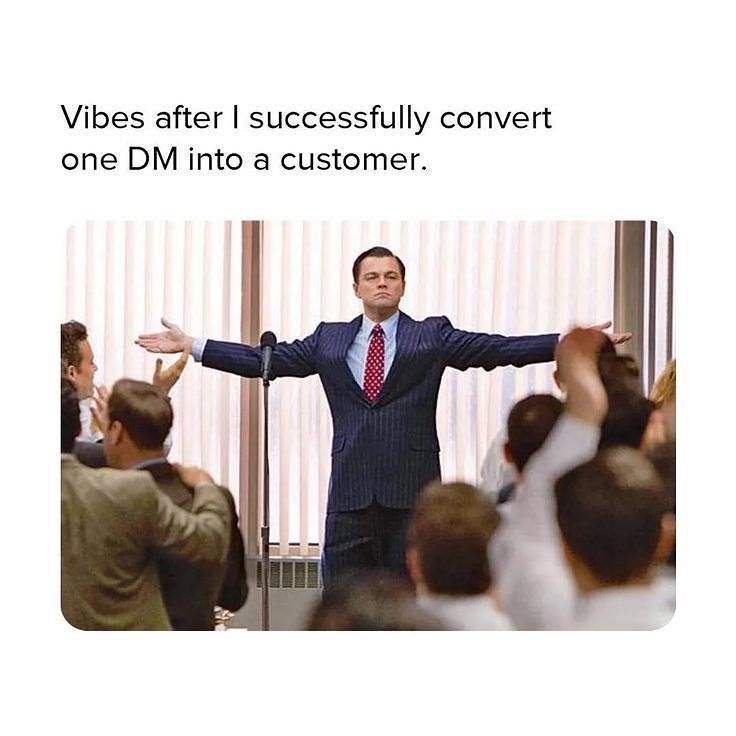 Vibes after I successfully convert
one DM into a customer.